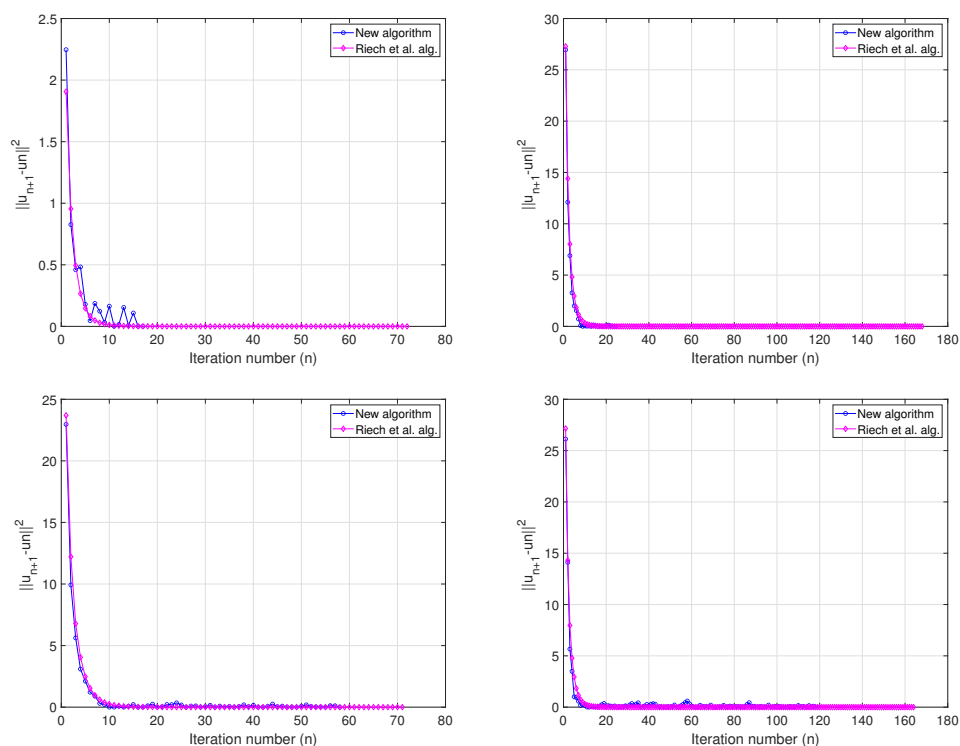 2.5
2
1.5
1
0.5
0
0 10 20 30 40 50 60 70 80
||u_{n+1}-un||^2
Iteration number (n)
New algorithm
Riech et al. alg.
30
25
20
15
10
5
0
0 20 40 60 80 100 120 140 160 180
||u_{n+1}-un||^2
Iteration number (n)
New algorithm
Riech et al. alg.
25
20
15
10
5
0
0 10 20 30 40 50 60 70 80
||u_{n+1}-un||^2
Iteration number (n)
New algorithm
Riech et al. alg.
30
25
20
15
10
5
0
0 20 40 60 80 100 120 140 160 180
||u_{n+1}-un||^2
Iteration number (n)
New algorithm
Riech et al. alg.